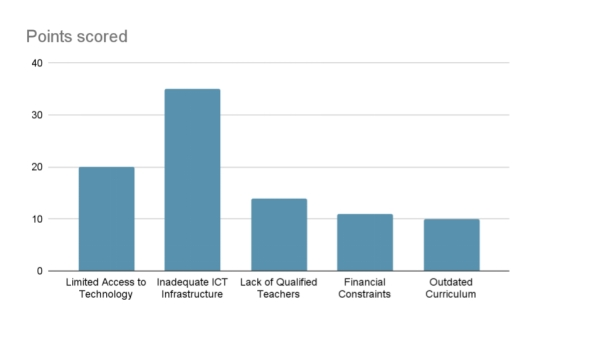 Points scored
40
30
20
10
0
Limited Access to Technology
Inadequate ICT Infrastructure
Lack of Qualified Teachers
Financial Constraints
Outdated Curriculum